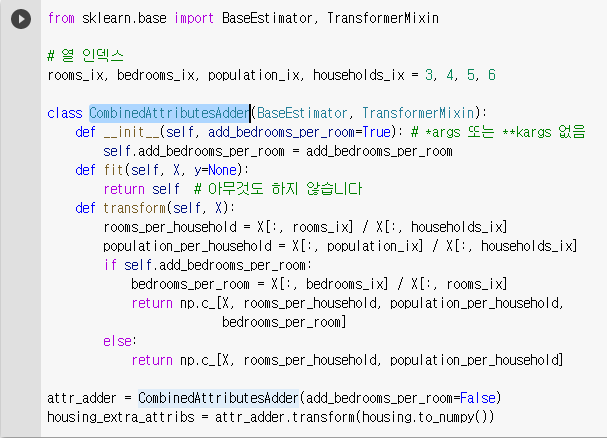 from sklearn.base import BaseEstimator, TransformerMixin

# 열 인덱스
rooms_ix, bedrooms_ix, population_ix, households_ix = 3, 4, 5, 6

class CombinedAttributesAdder(BaseEstimator, TransformerMixin):
    def __init__(self, add_bedrooms_per_room=True): # *args 또는 **kargs 없음
        self.add_bedrooms_per_room = add_bedrooms_per_room
    def fit(self, X, y=None):
        return self  # 아무것도 하지 않습니다
    def transform(self, X):
        rooms_per_household = X[:, rooms_ix] / X[:, households_ix]
        population_per_household = X[:, population_ix] / X[:, households_ix]
        if self.add_bedrooms_per_room:
            bedrooms_per_room = X[:, bedrooms_ix] / X[:, rooms_ix]
            return np.c_[X, rooms_per_household, population_per_household,
                         bedrooms_per_room]
        else:
            return np.c_[X, rooms_per_household, population_per_household]

attr_adder = CombinedAttributesAdder(add_bedrooms_per_room=False)
housing_extra_attribs = attr_adder.transform(housing.to_numpy())